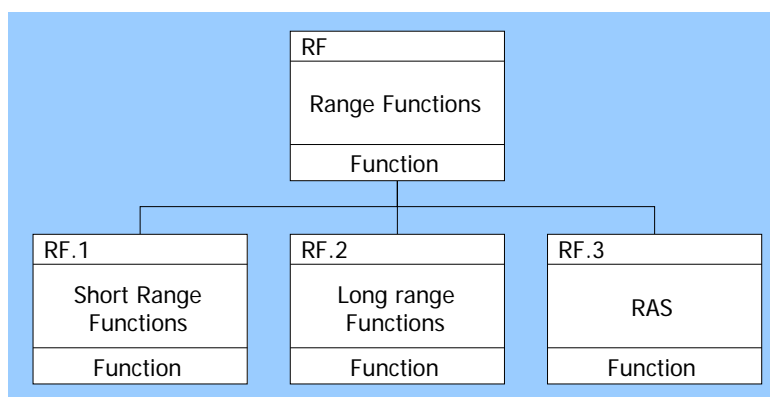 RF
Range Functions
Function
RF.1
Short Range
Functions
Function
RF.2
Long range
Functions
Function
RF.3
RAS
Function